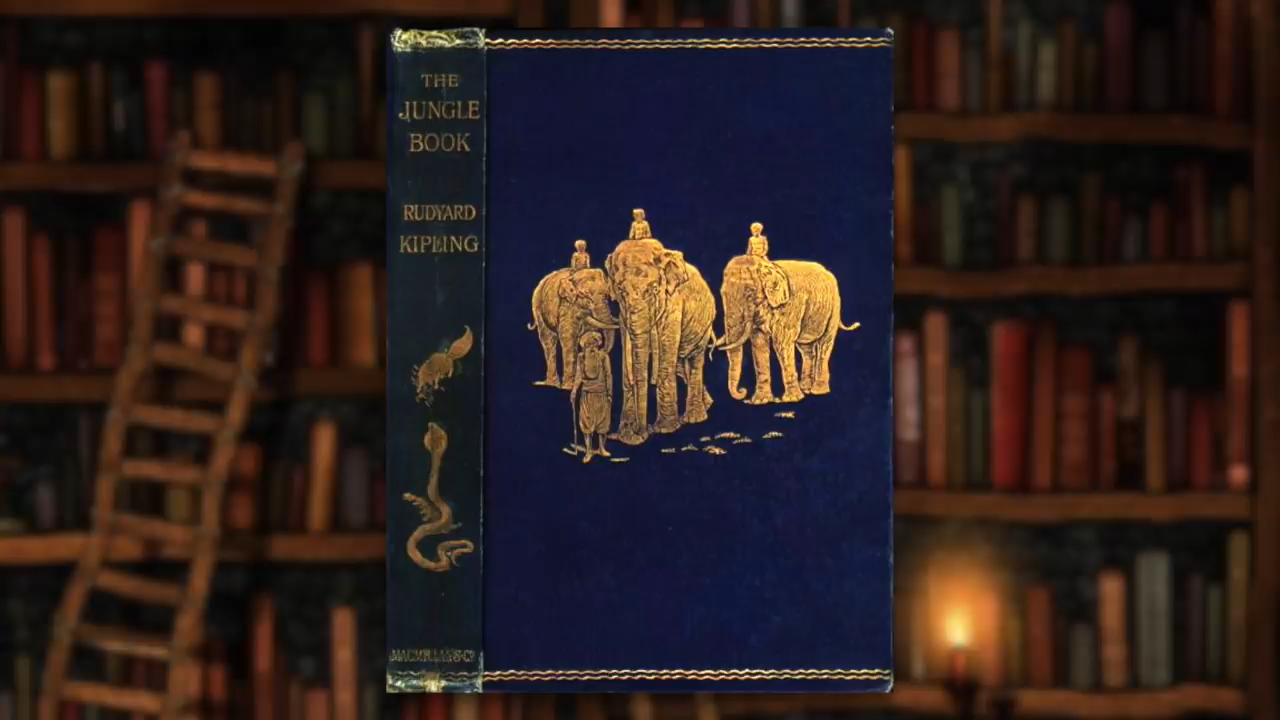 THE
JUNGLE
BOOK
RUDYARD
KIPLING
MACMILLAN & Co.